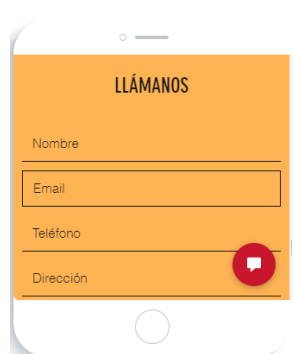 LLÁMANOS
Nombre
Email
Teléfono
Dirección